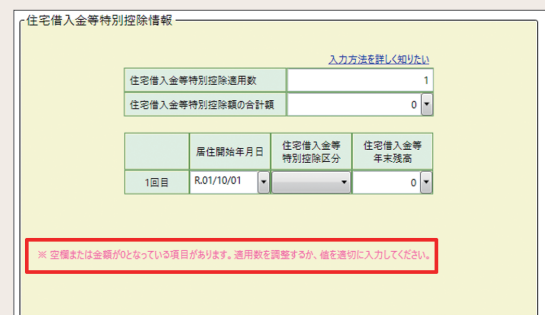 住宅借入金等特別控除情報
入力方法を詳しく知りたい
住宅借入金等特別控除適用数 1
住宅借入金等特別控除額の合計額 0
居住開始年月日 住宅借入金等特別控除区分 住宅借入金等年末残高
1回目 R.01/10/01 0
※ 空欄または金額が0となっている項目があります。適用数を調整するか、値を適切に入力してください。